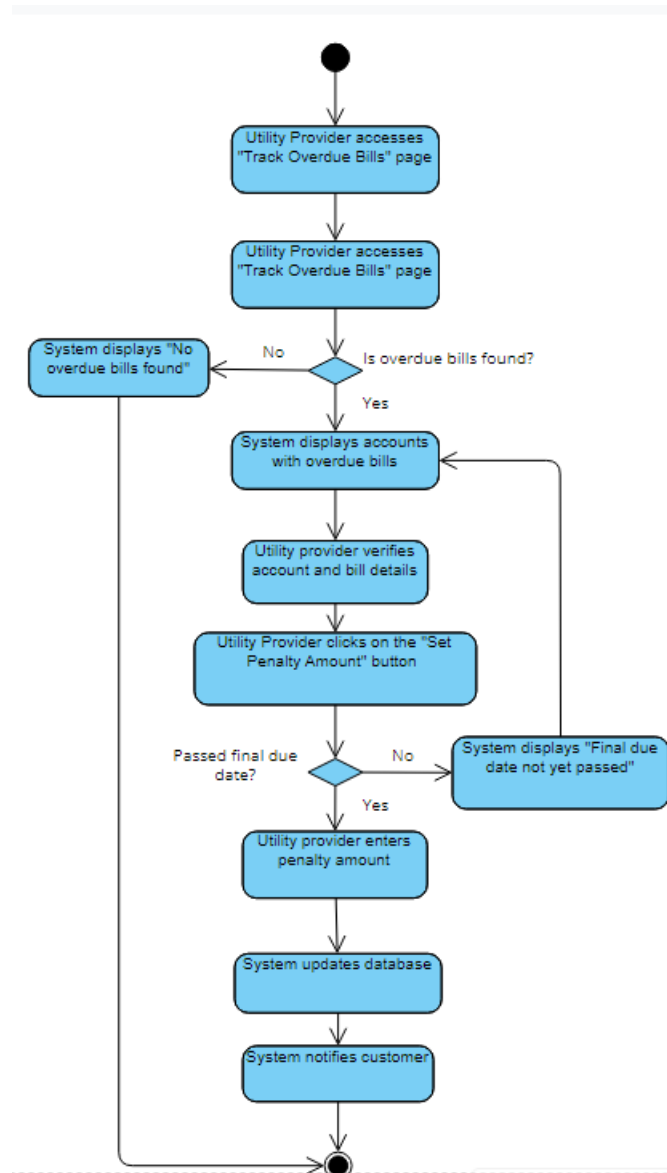 Utility Provider accesses
"Track Overdue Bills" page
Utility Provider accesses
"Track Overdue Bills" page
System displays "No
overdue bills found"
No
Is overdue bills found?
Yes
System displays accounts
with overdue bills
Utility provider verifies
account and bill details
Utility Provider clicks on the "Set
Penalty Amount" button
Passed final due
date?
No
System displays "Final due
date not yet passed"
Yes
Utility provider enters
penalty amount
System updates database
System notifies customer